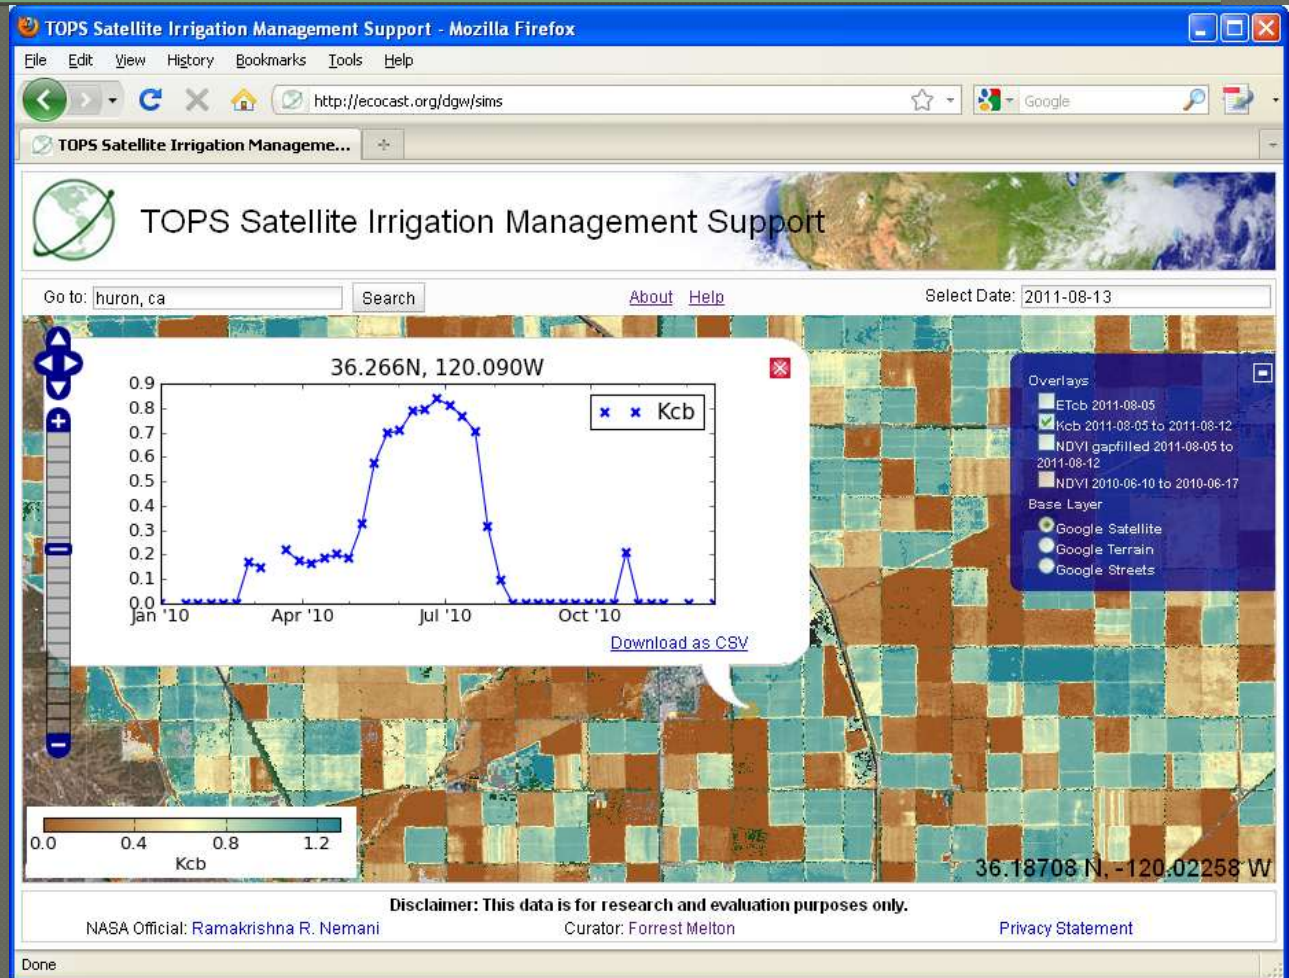 TOPS Satellite Irrigation Management Support - Mozilla Firefox
File Edit View History Bookmarks Tools Help
http://ecocast.org/dgw/sims
Google
TOPS Satellite Irrigation Manageme...
TOPS Satellite Irrigation Management Support
Go to: huron, ca Search About Help Select Date: 2011-08-13
36.266N, 120.090W
0.9
0.8
0.7
0.6
0.5
0.4
0.3
0.2
0.1
0.0
Kcb
Jan '10 Apr '10 Jul '10 Oct '10
Download as CSV
Overlays
ETcb 2011-08-05
Kcb 2011-08-05 to 2011-08-12
NDVI gapfilled 2011-08-05 to
2011-08-12
NDVI 2010-06-10 to 2010-06-17
Base Layer
Google Satellite
Google Terrain
Google Streets
0.0 0.4 0.8 1.2
Kcb
36.18708 N, -120.02258 W
Disclaimer: This data is for research and evaluation purposes only.
NASA Official: Ramakrishna R. Nemani Curator: Forrest Melton Privacy Statement
Done